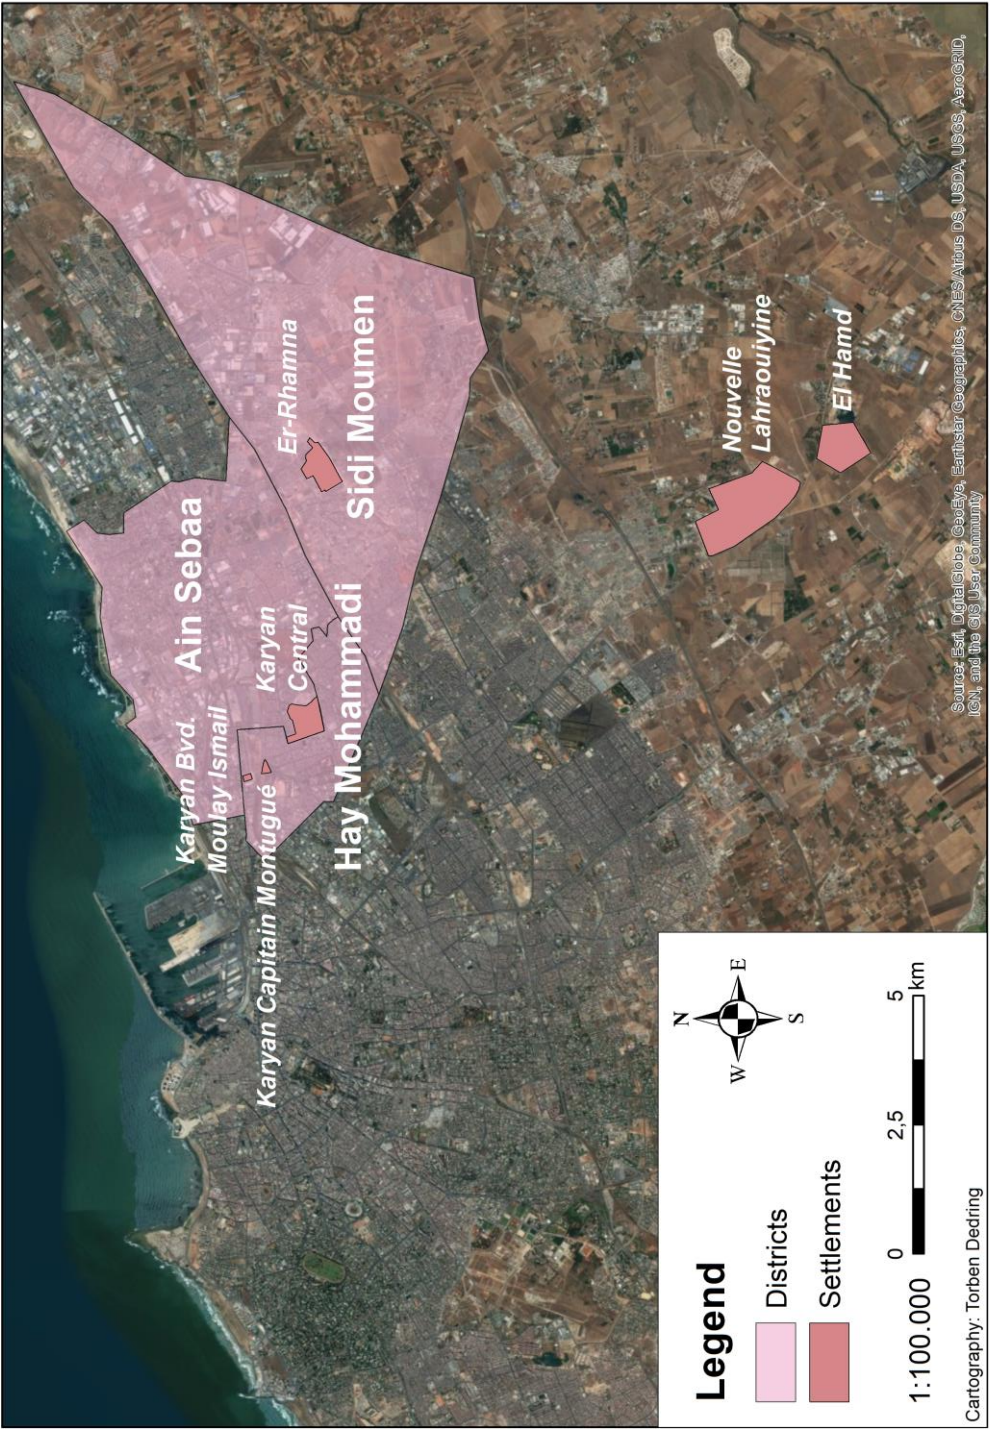 Ain Sebaa
Er-Rhamna
Sidi Moumen
Karyan Bvd.
Moulay Ismail
Karyan
Central
Karyan Capitain Momtugué
Hay Mohammadi
Nouvelle
Lahraouiyine
El Hamd
Legend
Districts
Settlements
1:100.000
0 2,5 5
km
N
W E
S
Cartography: Torben Dedring
Source: Esri, DigitalGlobe, GeoEye, Earthstar Geographics, CNES/Airbus DS, USDA, USGS, AeroGRID,
IGN, and the GIS User Community